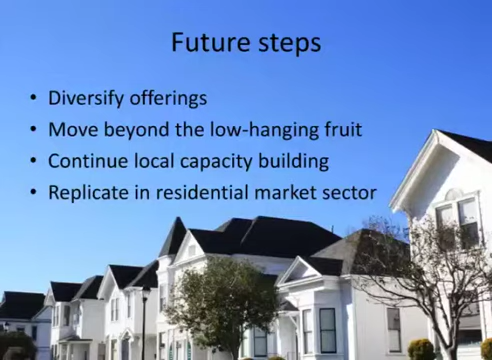 Future steps
• Diversify offerings
• Move beyond the low-hanging fruit
• Continue local capacity building
• Replicate in residential market sector